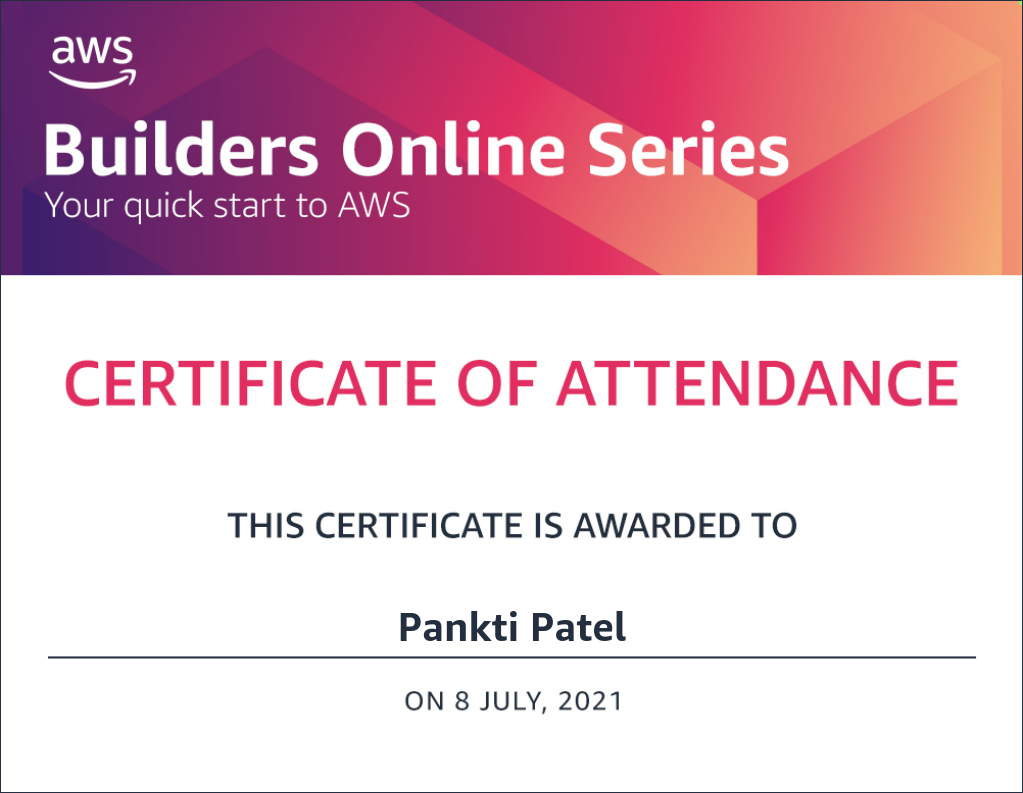 aws
Builders Online Series
Your quick start to AWS
CERTIFICATE OF ATTENDANCE
THIS CERTIFICATE IS AWARDED TO
Pankti Patel
ON 8 JULY, 2021